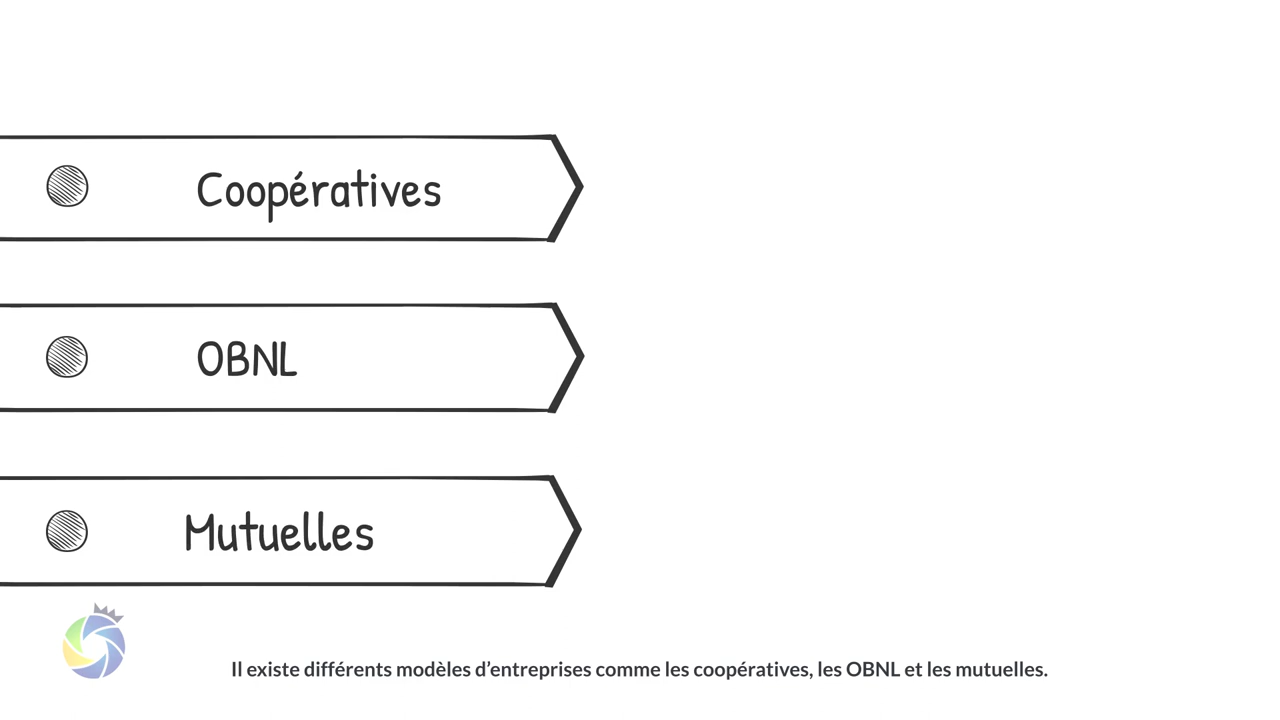 Coopératives
OBNL
Mutuelles
Il existe différents modèles d’entreprises comme les coopératives, les OBNL et les mutuelles.